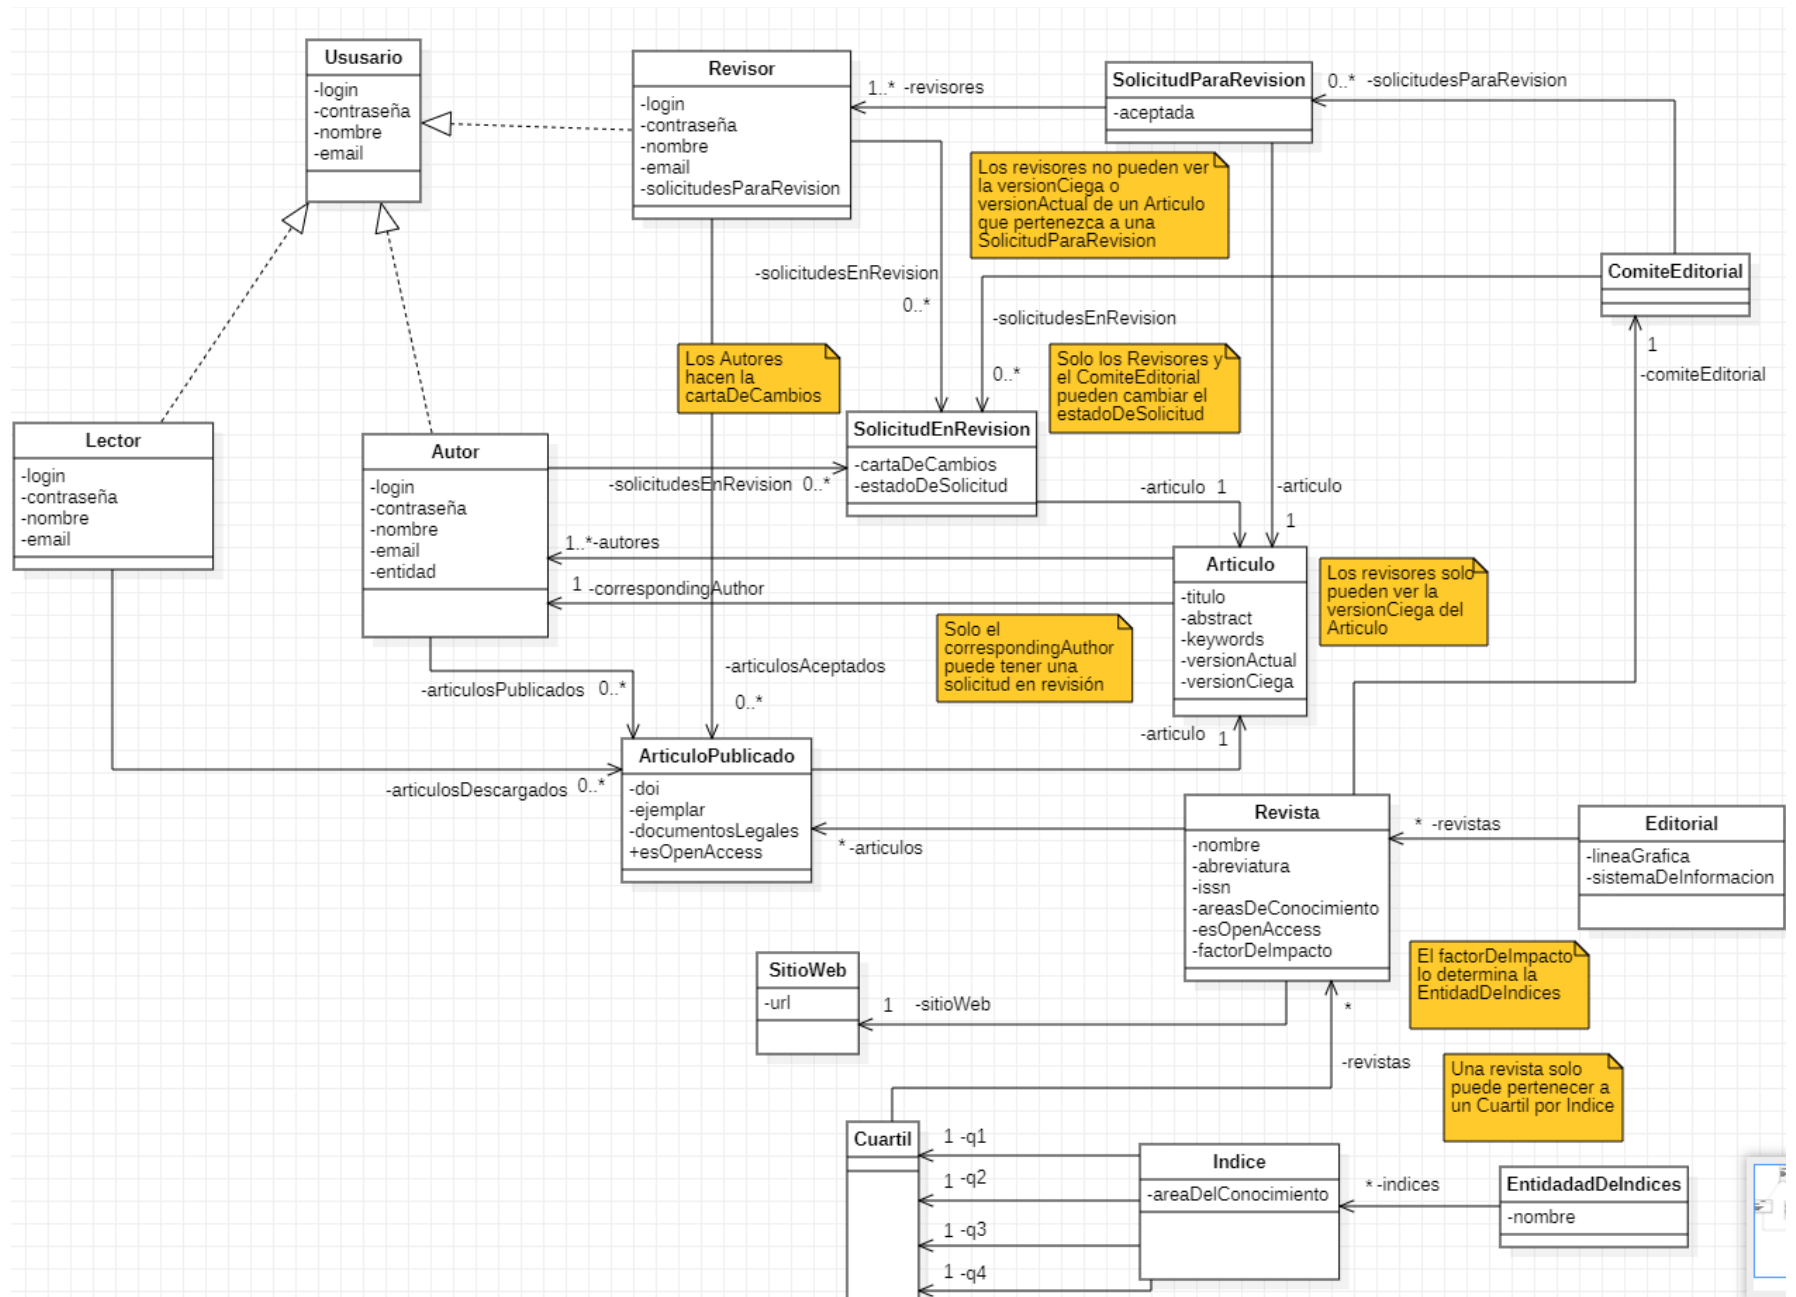 Ususario
-login
-contraseña
-nombre
-email
Revisor
-login
-contraseña
-nombre
-email
-solicitudesParaRevision
1..* -revisores
SolicitudParaRevision
-aceptada
0..* -solicitudesParaRevision
Los revisores no pueden ver
la versionCiega o
versionActual de un Articulo
que pertenezca a una
SolicitudParaRevision
ComiteEditorial
-solicitudesEnRevision
0..*
-solicitudesEnRevision
0..*
1
-comiteEditorial
Los Autores
hacen la
cartaDeCambios
Solo los Revisores y
el ComiteEditorial
pueden cambiar el
estadoDeSolicitud
Lector
-login
-contraseña
-nombre
-email
Autor
-login
-contraseña
-nombre
-email
-entidad
SolicitudEnRevision
-cartaDeCambios
-estadoDeSolicitud
-solicitudesEnRevision 0..*
-articulo 1
-articulo
1
1..*-autores
1 -correspondingAuthor
Articulo
-titulo
-abstract
-keywords
-versionActual
-versionCiega
Los revisores solo
pueden ver la
versionCiega del
Articulo
Solo el
correspondingAuthor
puede tener una
solicitud en revisión
-articulosPublicados 0..*
-articulosAceptados
0..*
-articulo 1
-articulosDescargados 0..*
ArticuloPublicado
-doi
-ejemplar
-documentosLegales
+esOpenAccess
* -articulos
Revista
-nombre
-abreviatura
-issn
-areasDeConocimiento
-esOpenAccess
-factorDeImpacto
* -revistas
Editorial
-lineaGrafica
-sistemaDeInformacion
El factorDeImpacto
lo determina la
EntidadDeIndices
SitioWeb
-url
1 -sitioWeb
*
-revistas
Una revista solo
puede pertenecer a
un Cuartil por Indice
Cuartil
1 -q1
1 -q2
1 -q3
1 -q4
Indice
-areaDelConocimiento
* -indices
EntidadadDeIndices
-nombre